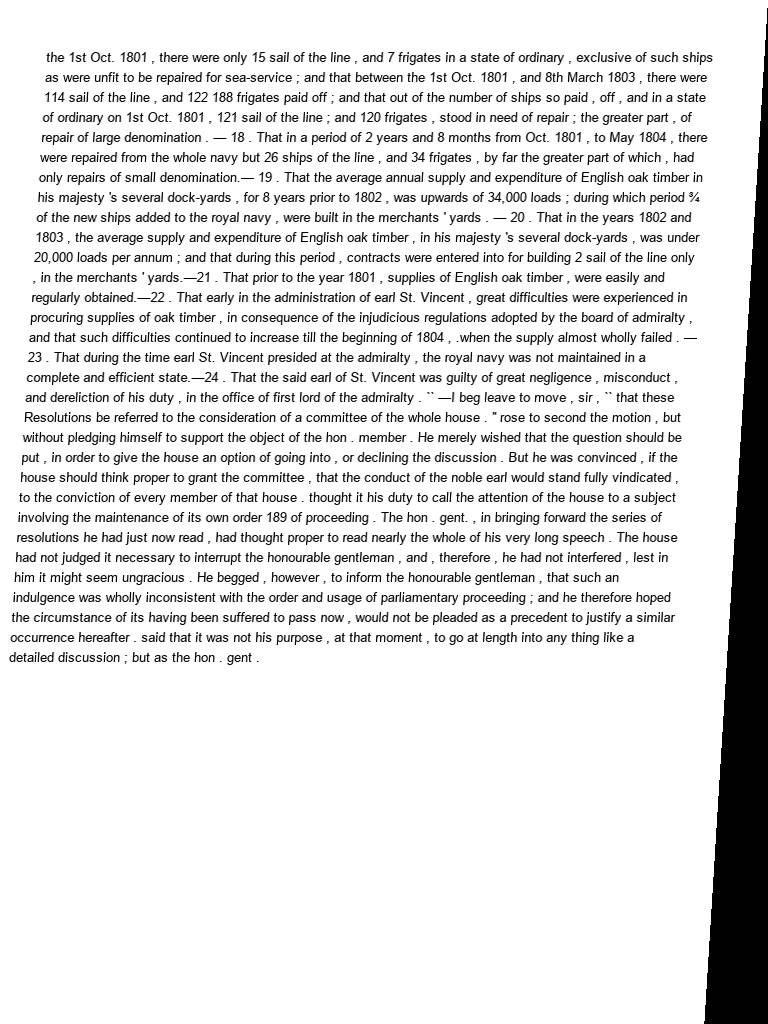 the 1st Oct. 1801 , there were only 15 sail of the line , and 7 frigates in a state of ordinary , exclusive of such ships
as were unfit to be repaired for sea-service ; and that between the 1st Oct. 1801 , and 8th March 1803 , there were
114 sail of the line , and 122 188 frigates paid off ; and that out of the number of ships so paid , off , and in a state
of ordinary on 1st Oct. 1801 , 121 sail of the line ; and 120 frigates , stood in need of repair ; the greater part , of
repair of large denomination . — 18 . That in a period of 2 years and 8 months from Oct. 1801 , to May 1804 , there
were repaired from the whole navy but 26 ships of the line , and 34 frigates , by far the greater part of which , had
only repairs of small denomination.— 19 . That the average annual supply and expenditure of English oak timber in
his majesty 's several dock-yards , for 8 years prior to 1802 , was upwards of 34,000 loads ; during which period ¾
of the new ships added to the royal navy , were built in the merchants ' yards . — 20 . That in the years 1802 and
1803 , the average supply and expenditure of English oak timber , in his majesty 's several dock-yards , was under
20,000 loads per annum ; and that during this period , contracts were entered into for building 2 sail of the line only
, in the merchants ' yards.—21 . That prior to the year 1801 , supplies of English oak timber , were easily and
regularly obtained.—22 . That early in the administration of earl St. Vincent , great difficulties were experienced in
procuring supplies of oak timber , in consequence of the injudicious regulations adopted by the board of admiralty ,
and that such difficulties continued to increase till the beginning of 1804 , .when the supply almost wholly failed . —
23 . That during the time earl St. Vincent presided at the admiralty , the royal navy was not maintained in a
complete and efficient state.—24 . That the said earl of St. Vincent was guilty of great negligence , misconduct ,
and dereliction of his duty , in the office of first lord of the admiralty . `` —I beg leave to move , sir , `` that these
Resolutions be referred to the consideration of a committee of the whole house . " rose to second the motion , but
without pledging himself to support the object of the hon . member . He merely wished that the question should be
put , in order to give the house an option of going into , or declining the discussion . But he was convinced , if the
house should think proper to grant the committee , that the conduct of the noble earl would stand fully vindicated ,
to the conviction of every member of that house . thought it his duty to call the attention of the house to a subject
involving the maintenance of its own order 189 of proceeding . The hon . gent. , in bringing forward the series of
resolutions he had just now read , had thought proper to read nearly the whole of his very long speech . The house
had not judged it necessary to interrupt the honourable gentleman , and , therefore , he had not interfered , lest in
him it might seem ungracious . He begged , however , to inform the honourable gentleman , that such an
indulgence was wholly inconsistent with the order and usage of parliamentary proceeding ; and he therefore hoped
the circumstance of its having been suffered to pass now , would not be pleaded as a precedent to justify a similar
occurrence hereafter . said that it was not his purpose , at that moment , to go at length into any thing like a
detailed discussion ; but as the hon . gent .